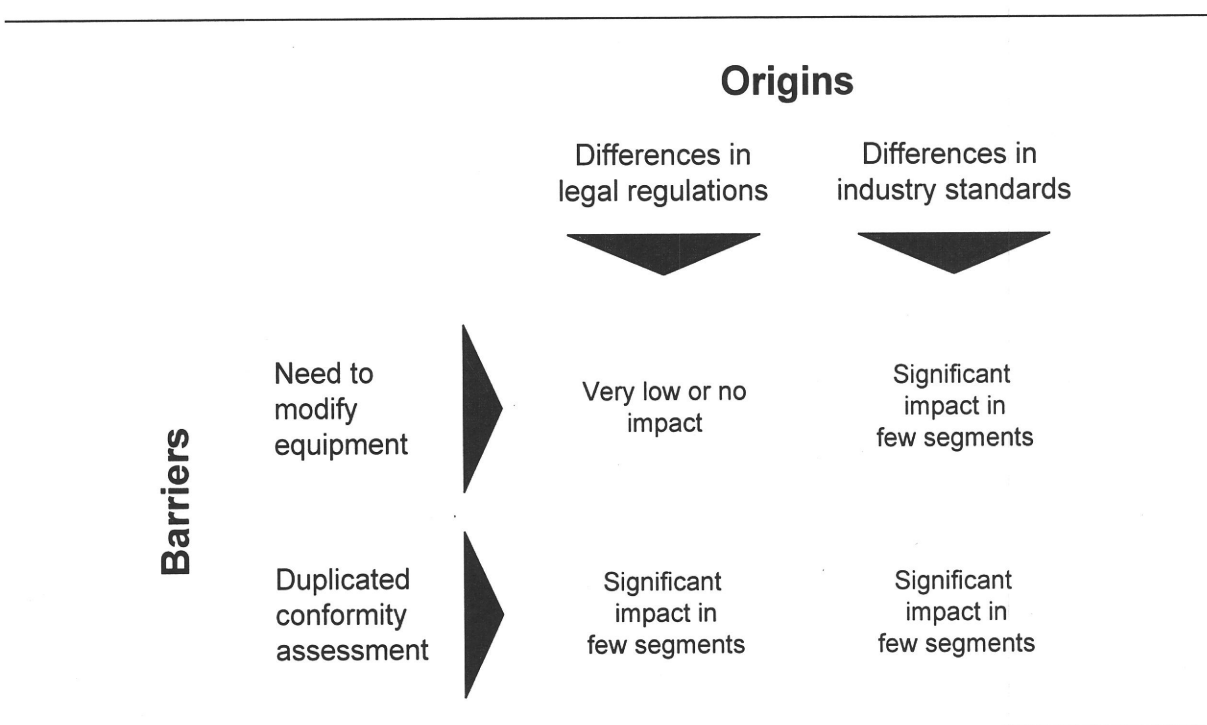 Origins
Differences in
legal regulations
Differences in
industry standards
Barriers
Need to
modify
equipment
Very low or no
impact
Significant
impact in
few segments
Duplicated
conformity
assessment
Significant
impact in
few segments
Significant
impact in
few segments